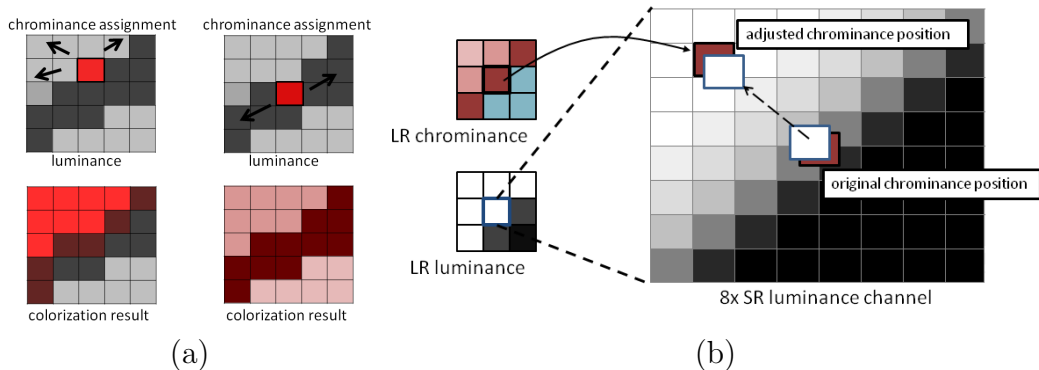 chrominance assignment
luminance
chrominance assignment
luminance
colorization result
colorization result
(a)
LR chrominance
LR luminance
adjusted chrominance position
original chrominance position
8x SR luminance channel
(b)